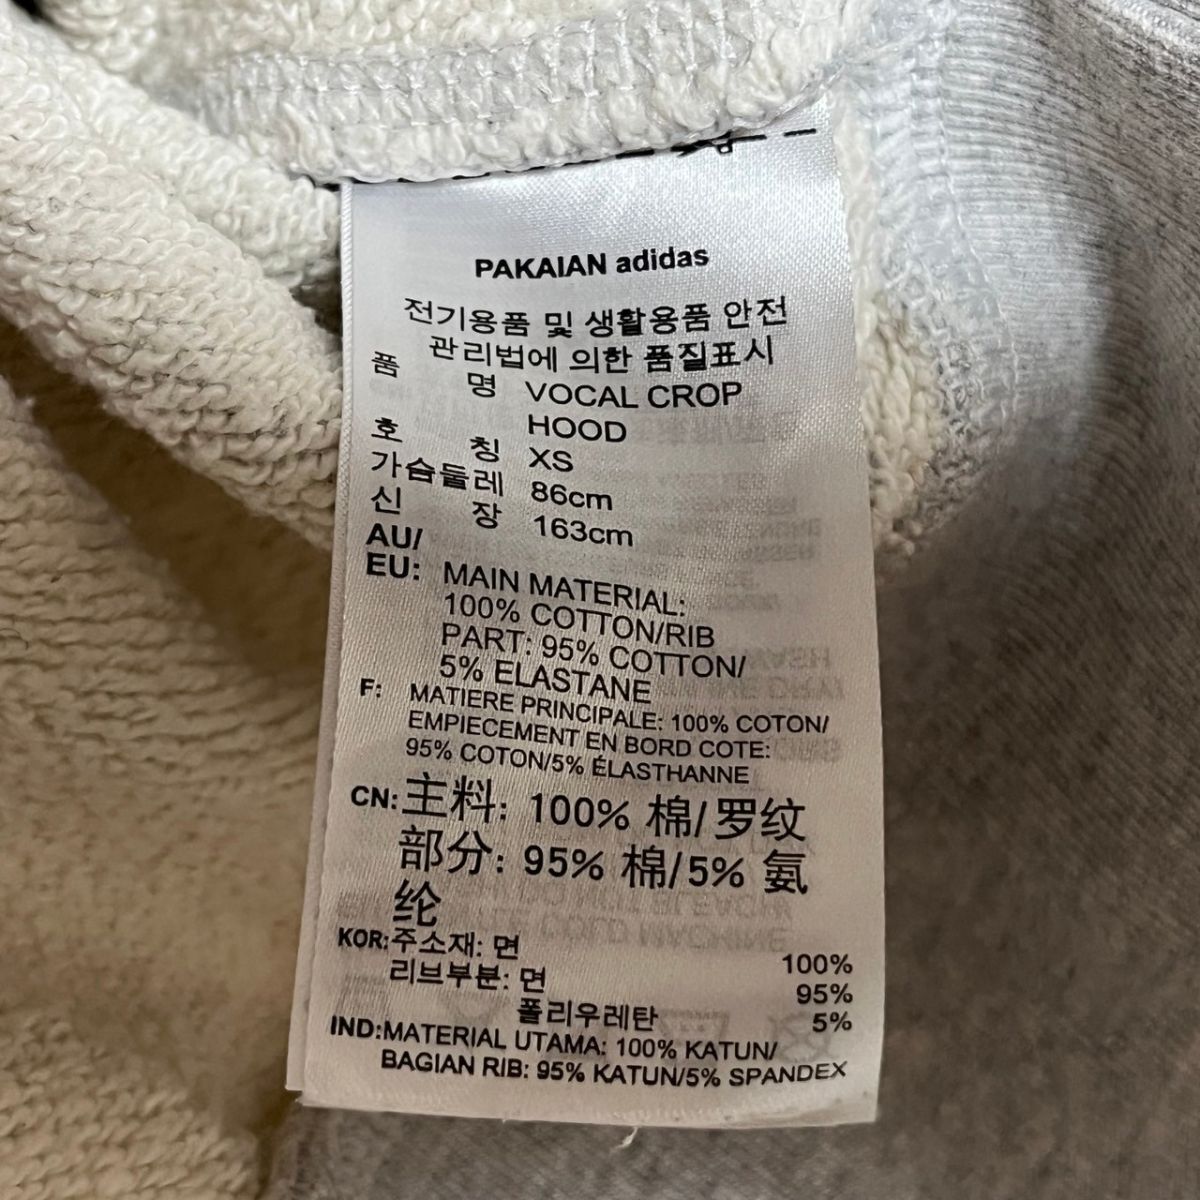 PAKAIAN adidas
전기용품 및 생활용품 안전
관리법에 의한 품질표시
품 명 VOCAL CROP
HOOD
호 칭 XS
가슴둘레 86cm
신 장 163cm
AU/
EU: MAIN MATERIAL:
100% COTTON/RIB
PART: 95% COTTON/
5% ELASTANE
F: MATIERE PRINCIPALE: 100% COTON/
EMPIECEMENT EN BORD COTE:
95% COTON/5% ÉLASTHANNE
CN: 主料: 100% 棉/罗纹
部分: 95% 棉/5% 氨
纶
KOR: 주소재: 면 100%
리브부분: 면 95%
폴리우레탄 5%
IND: MATERIAL UTAMA: 100% KATUN/
BAGIAN RIB: 95% KATUN/5% SPANDEX